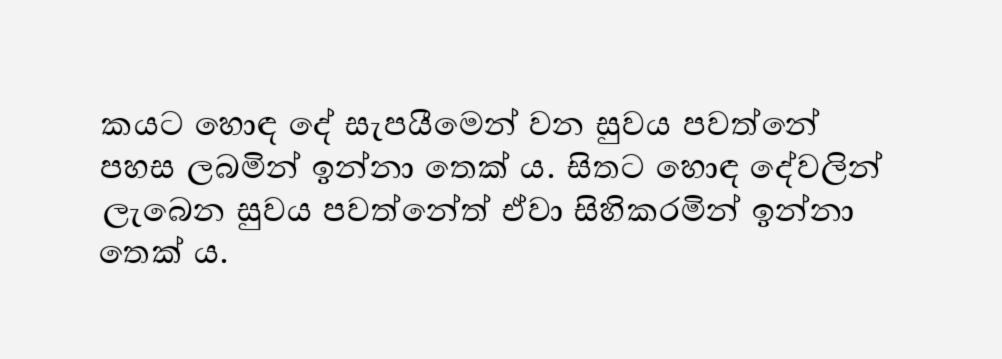 කයට හොඳ දේ සැපයීමෙන් වන සුවය පවත්නේ
පහස ලබමින් ඉන්නා තෙක් ය. සිතට හොඳ දේවලින්
ලැබෙන සුවය පවත්නේත් ඒවා සිහිකරමින් ඉන්නා
තෙක් ය.